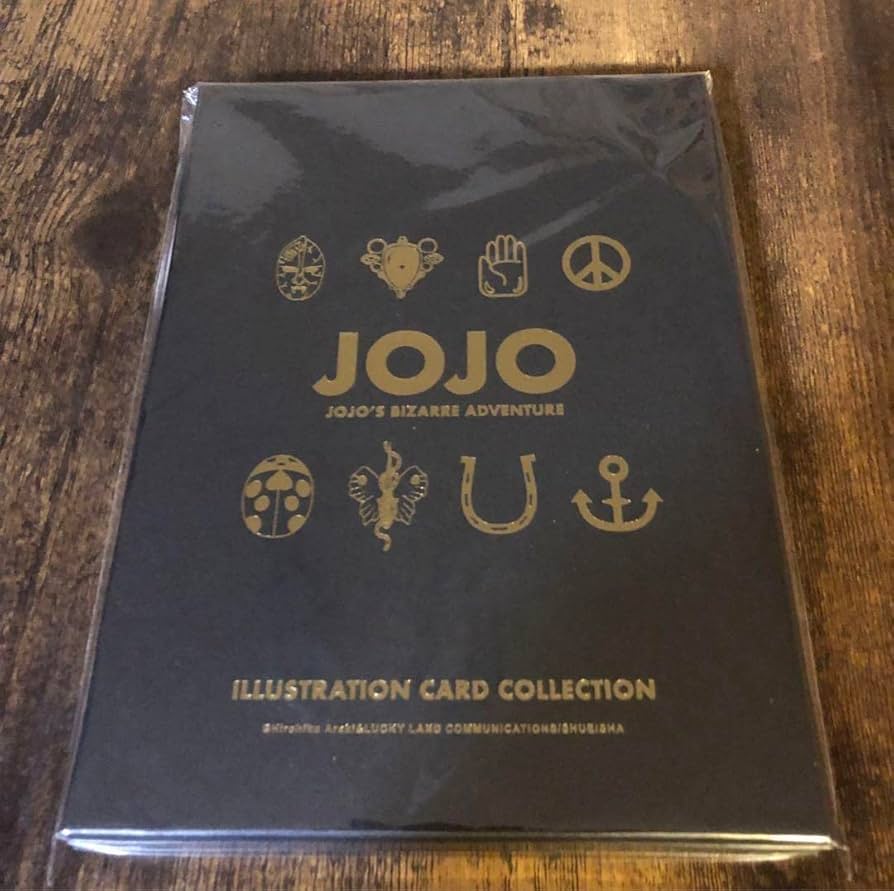 JOJO
JOJO'S BIZARRE ADVENTURE
ILLUSTRATION CARD COLLECTION
©Hirohiko Araki&LUCKY LAND COMMUNICATIONS/SHUEISHA